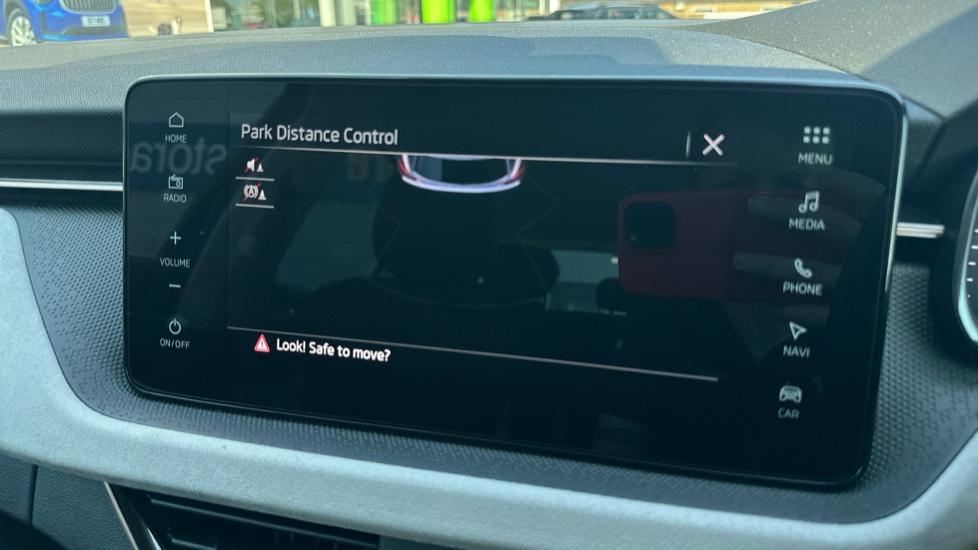 Park Distance Control
HOME
RADIO
+
VOLUME
-
ON/OFF
Look! Safe to move?
MENU
MEDIA
PHONE
NAVI
CAR